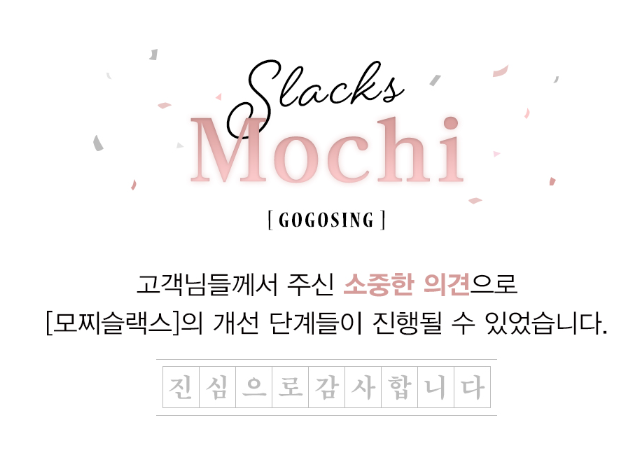 Slacks
Mochi
[ GOGOSING ]
고객님들께서 주신 소중한 의견으로
[모찌슬랙스]의 개선 단계들이 진행될 수 있었습니다.
진심으로감사합니다